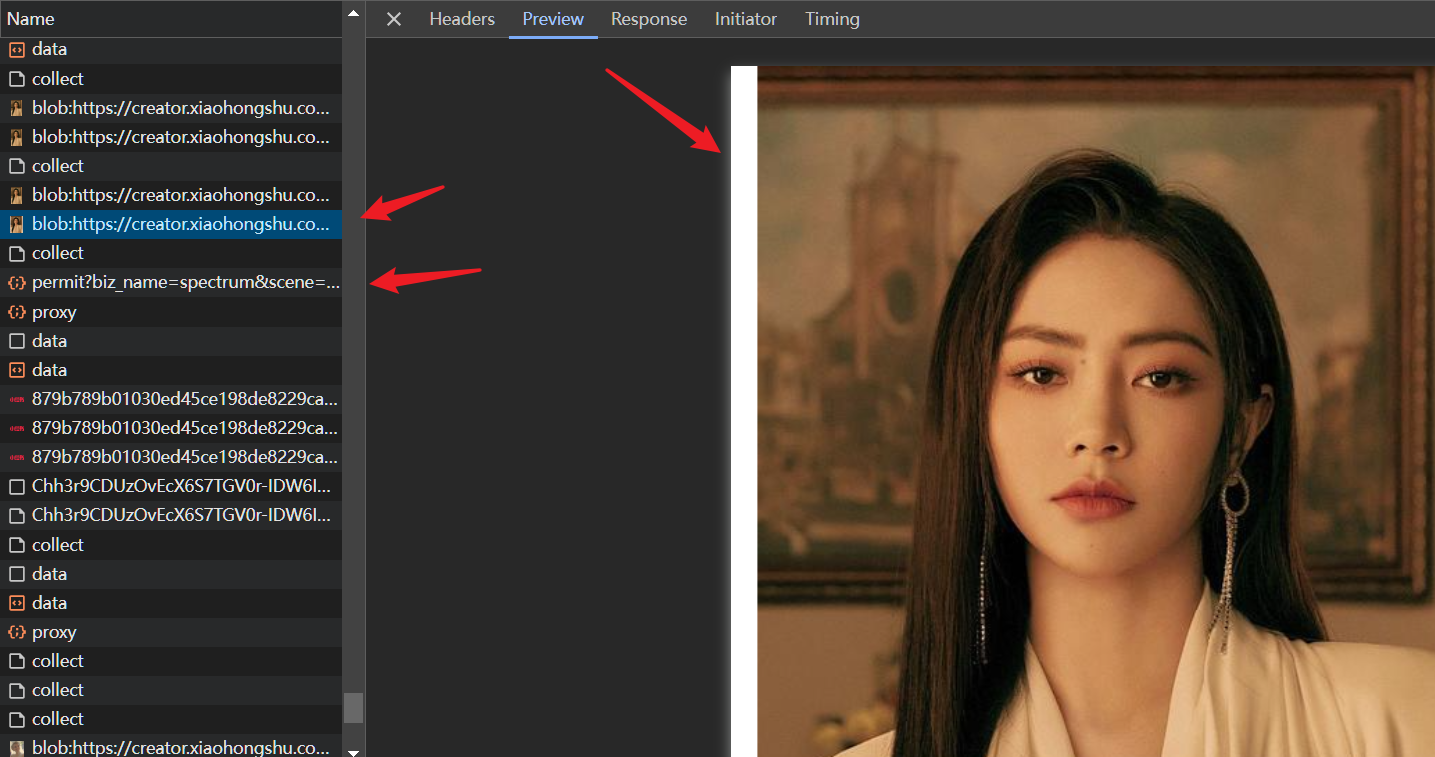 Name
Headers Preview Response Initiator Timing
data
collect
blob:https://creator.xiaohongshu.co...
blob:https://creator.xiaohongshu.co...
collect
blob:https://creator.xiaohongshu.co...
blob:https://creator.xiaohongshu.co...
collect
permit?biz_name=spectrum&scene=...
proxy
data
data
879b789b01030ed45ce198de8229ca...
879b789b01030ed45ce198de8229ca...
879b789b01030ed45ce198de8229ca...
Chh3r9CDUzOvEcX6S7TGV0r-IDW6I...
Chh3r9CDUzOvEcX6S7TGV0r-IDW6I...
collect
data
data
proxy
collect
collect
collect
blob:https://creator.xiaohongshu.co...